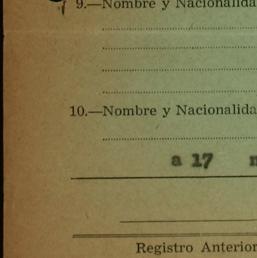 9.—Nombre y Nacionalida
10.—Nombre y Nacionalida
a 17
Registro Anterior